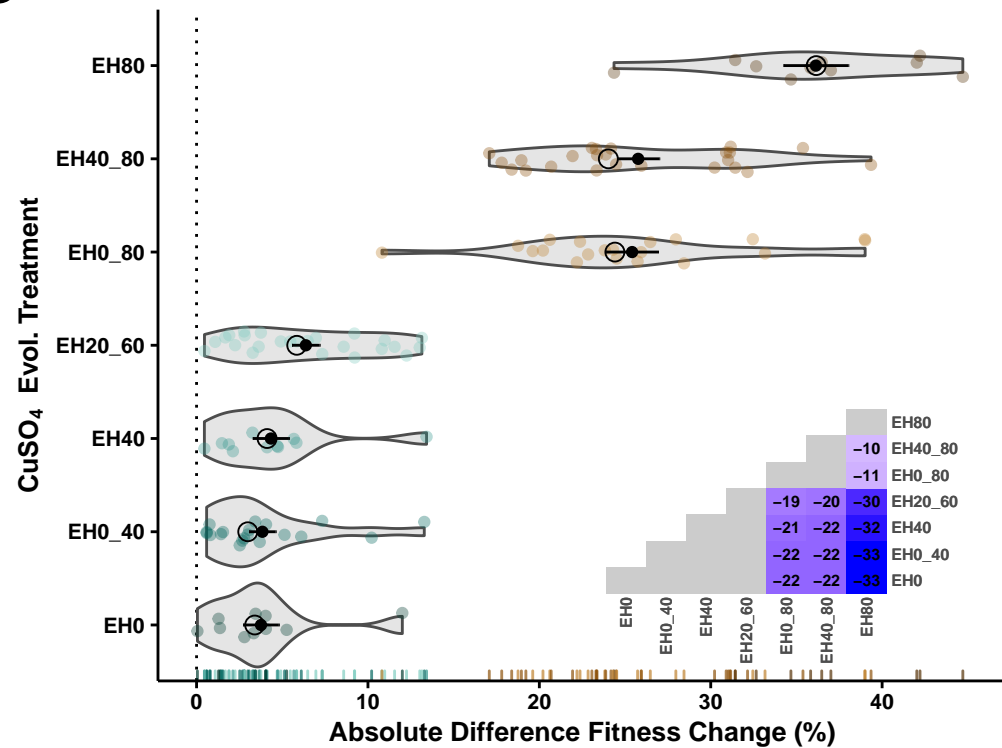 EH80
EH40_80
EH0_80
EH20_60
EH40
EH0_40
EH0
CuSO₄ Evol. Treatment
EH80
−10 EH40_80
−11 EH0_80
−19 −20 −30 EH20_60
−21 −22 −32 EH40
−22 −22 −33 EH0_40
−22 −22 −33 EH0
EH0 EH0_40 EH40 EH20_60 EH0_80 EH40_80 EH80
0 10 20 30 40
Absolute Difference Fitness Change (%)